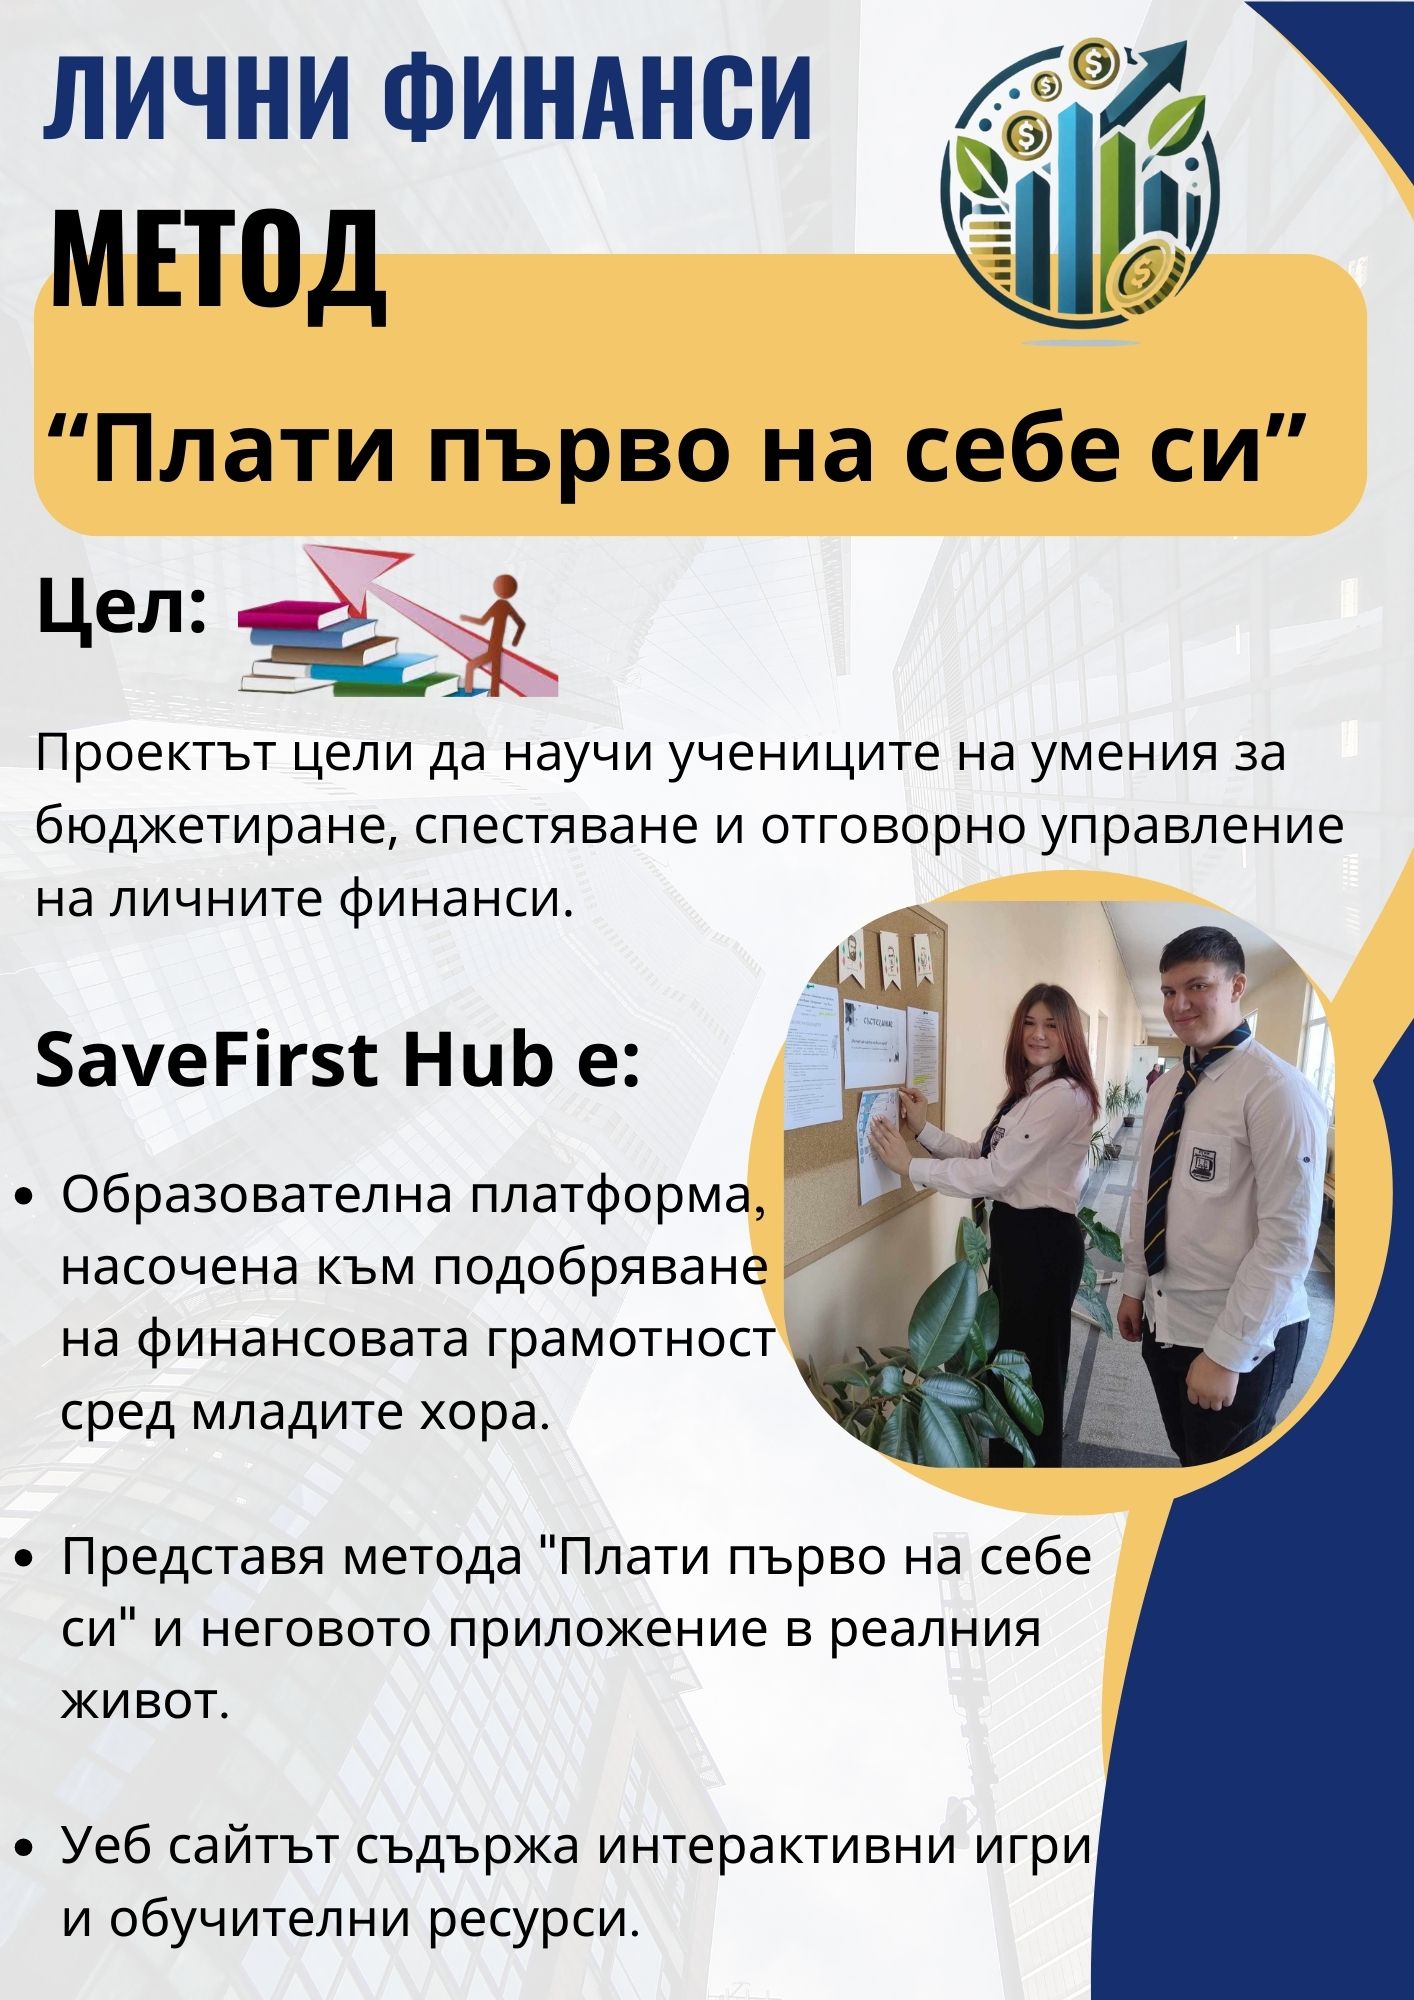 ЛИЧНИ ФИНАНСИ
МЕТОД
“Плати първо на себе си”
Цел:
Проектът цели да научи учениците на умения за
бюджетиране, спестяване и отговорно управление
на личните финанси.
SaveFirst Hub е:
• Образователна платформа,
насочена към подобряване
на финансовата грамотност
сред младите хора.
• Представя метода "Плати първо на себе
си" и неговото приложение в реалния
живот.
• Уеб сайтът съдържа интерактивни игри
и обучителни ресурси.